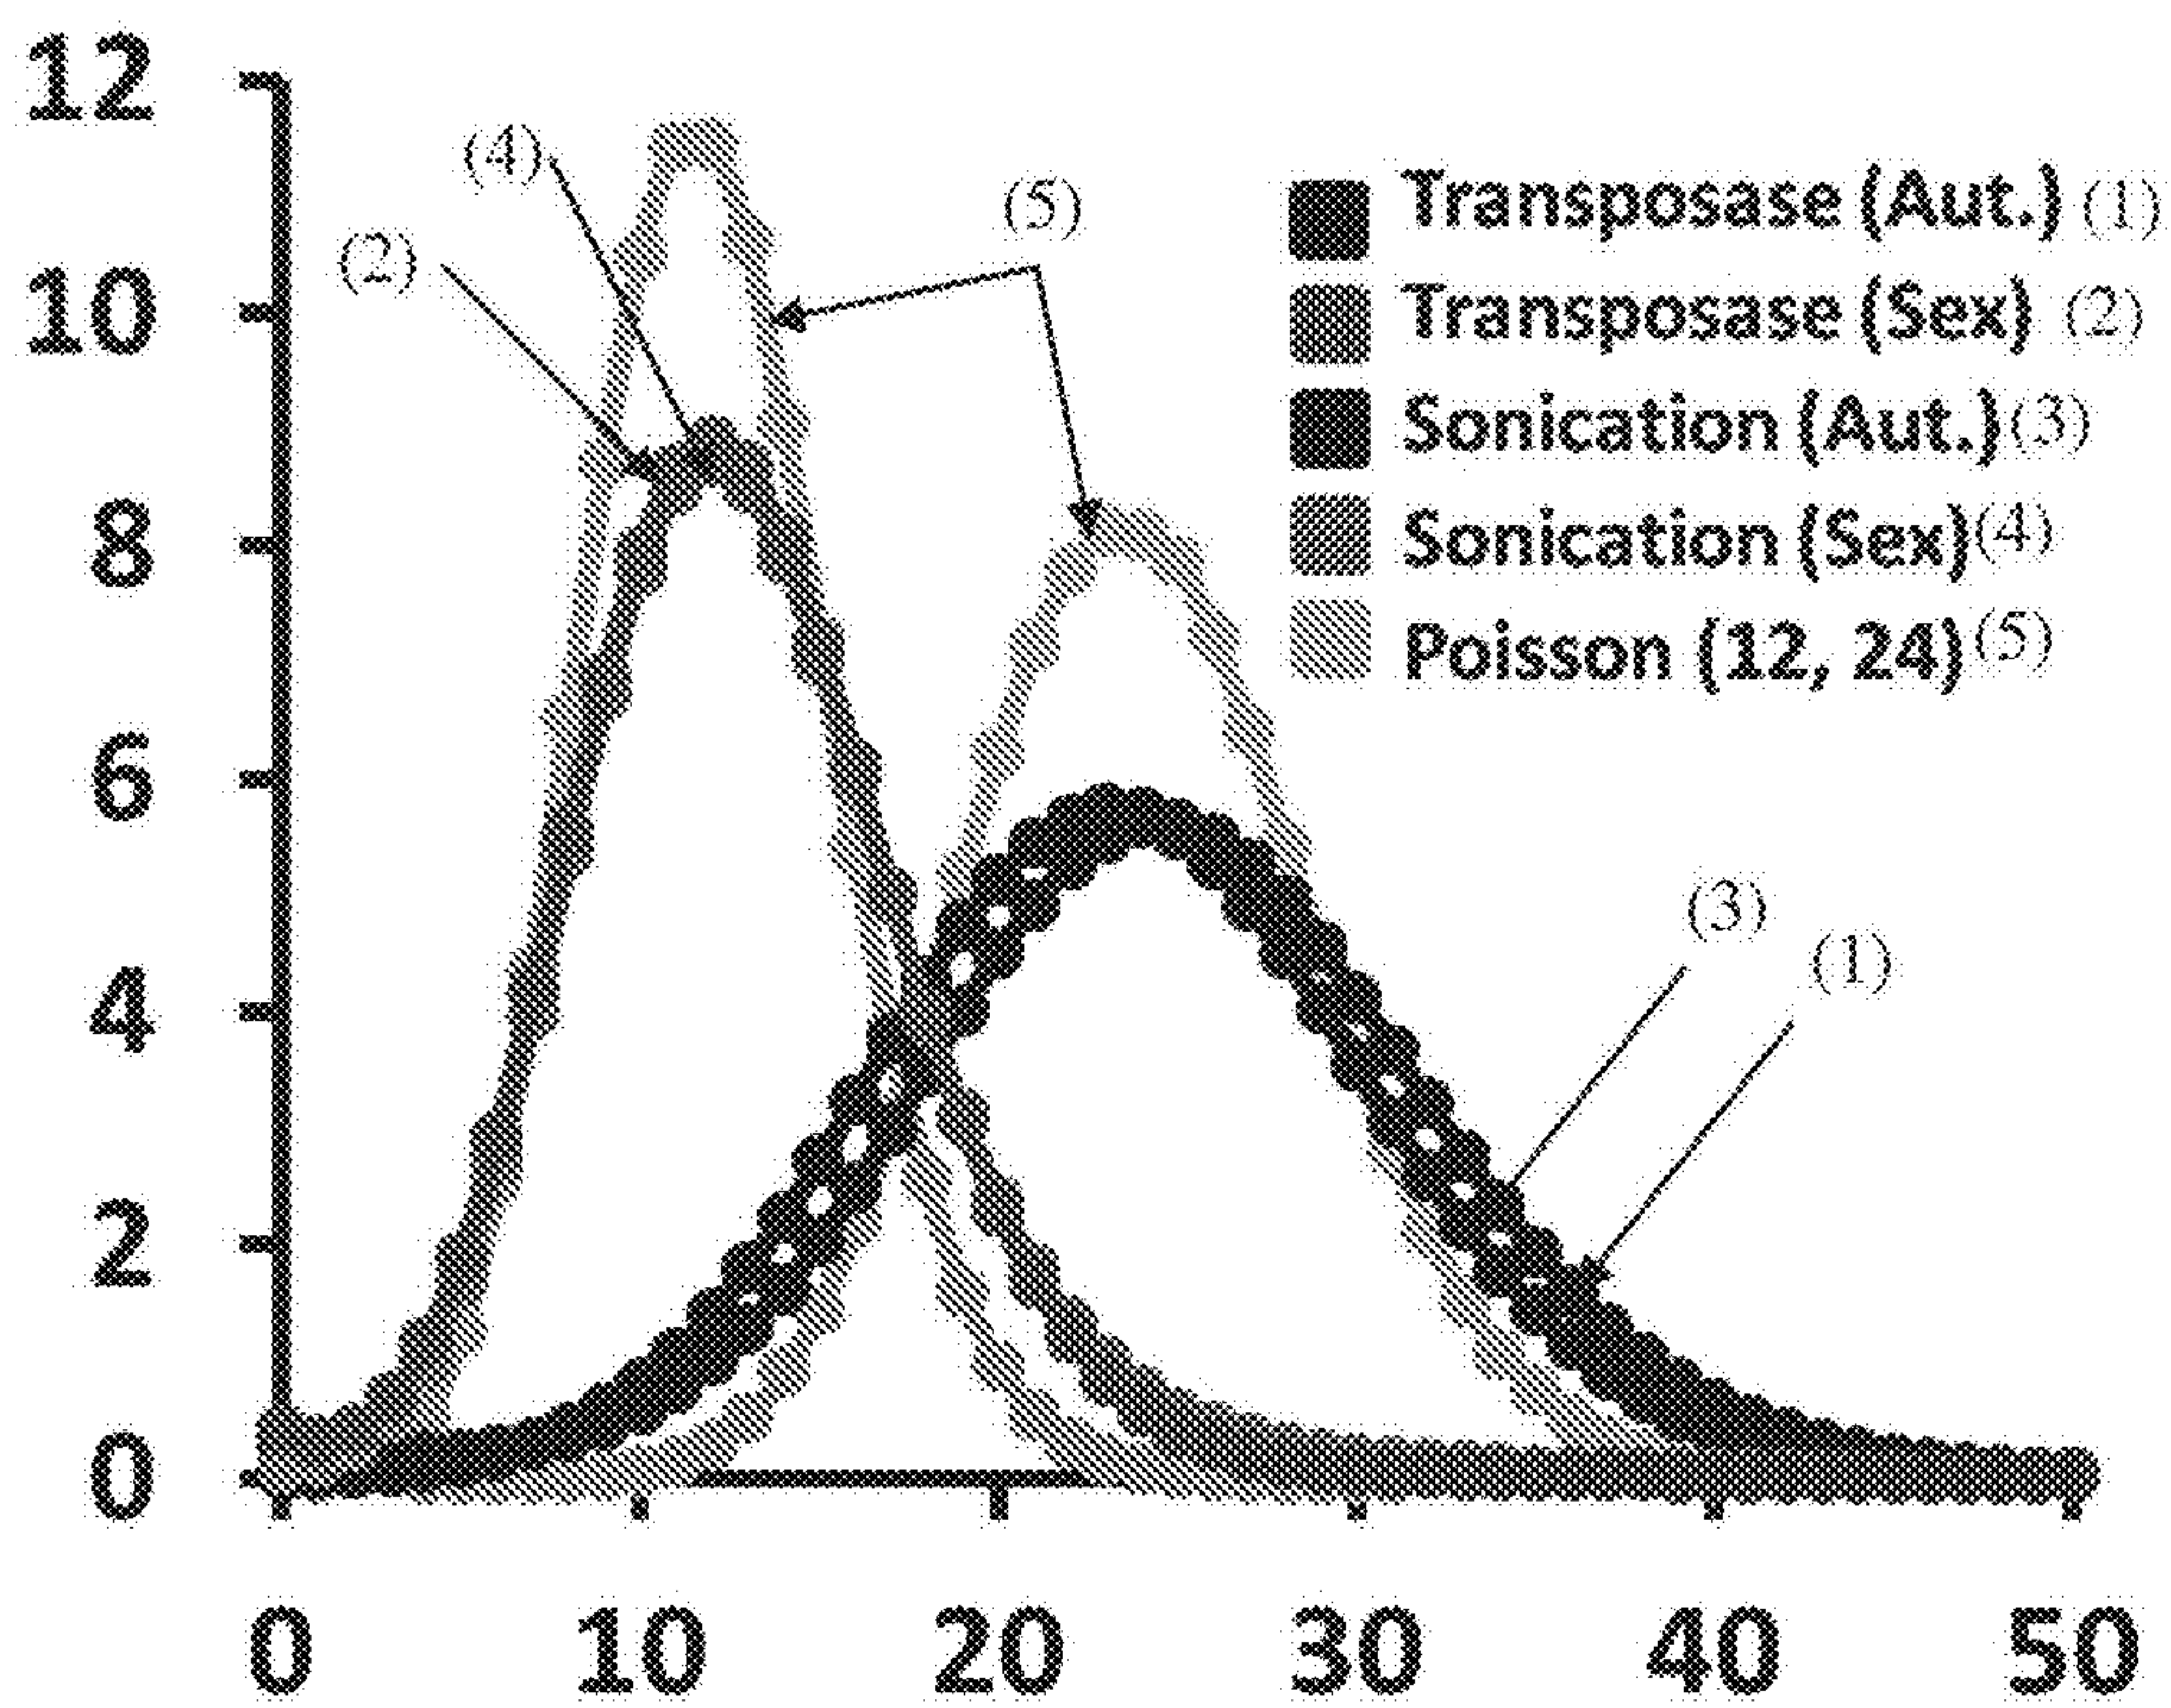 12
10
8
6
4
2
0
0 10 20 30 40 50
(4)
(2)
(5)
(3)
(1)
Transposase (Aut.) (1)
Transposase (Sex) (2)
Sonication (Aut.) (3)
Sonication (Sex) (4)
Poisson (12, 24) (5)